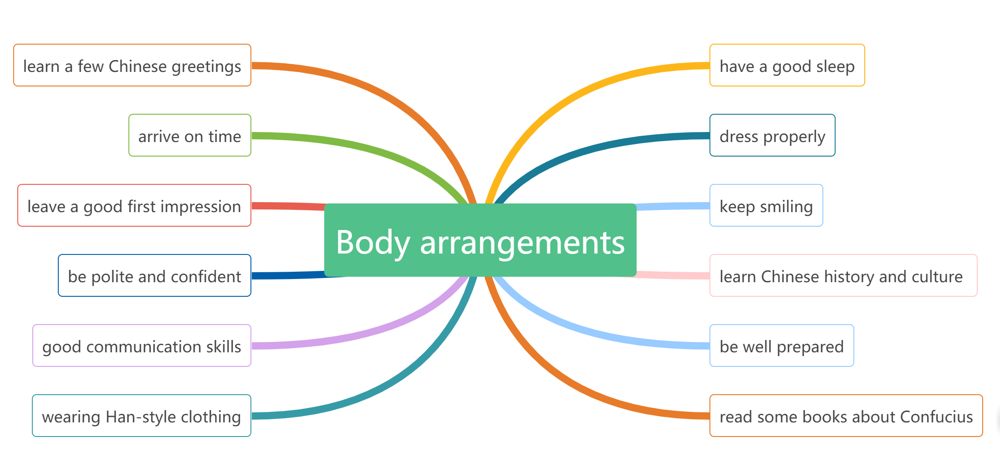 learn a few Chinese greetings
arrive on time
leave a good first impression
be polite and confident
good communication skills
wearing Han-style clothing
Body arrangements
have a good sleep
dress properly
keep smiling
learn Chinese history and culture
be well prepared
read some books about Confucius